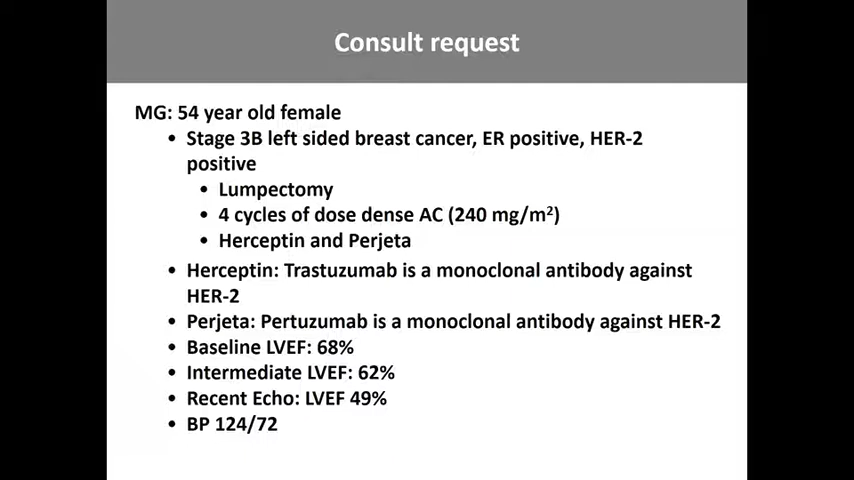 Consult request
MG: 54 year old female
• Stage 3B left sided breast cancer, ER positive, HER-2
positive
• Lumpectomy
• 4 cycles of dose dense AC (240 mg/m²)
• Herceptin and Perjeta
• Herceptin: Trastuzumab is a monoclonal antibody against
HER-2
• Perjeta: Pertuzumab is a monoclonal antibody against HER-2
• Baseline LVEF: 68%
• Intermediate LVEF: 62%
• Recent Echo: LVEF 49%
• BP 124/72